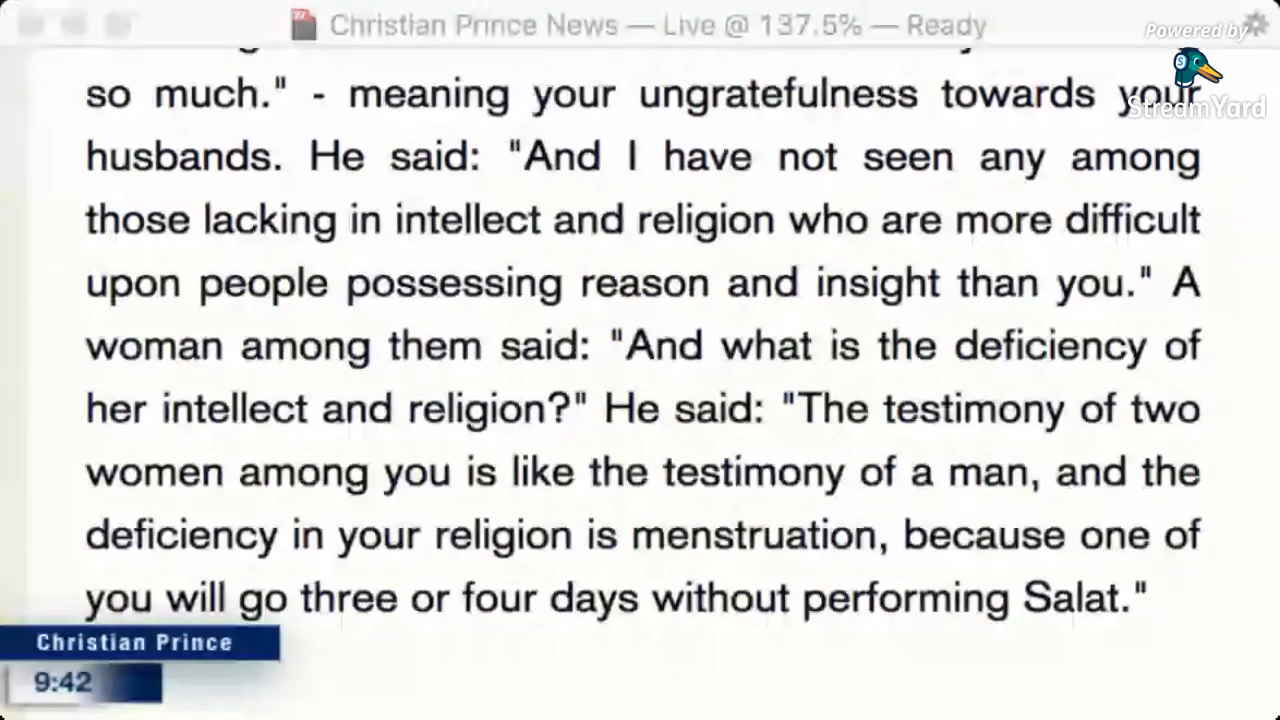 Christian Prince News — Live @ 137.5% — Ready
Powered by
StreamYard
so much." - meaning your ungratefulness towards your
husbands. He said: "And I have not seen any among
those lacking in intellect and religion who are more difficult
upon people possessing reason and insight than you." A
woman among them said: "And what is the deficiency of
her intellect and religion?" He said: "The testimony of two
women among you is like the testimony of a man, and the
deficiency in your religion is menstruation, because one of
you will go three or four days without performing Salat."
Christian Prince
9:42